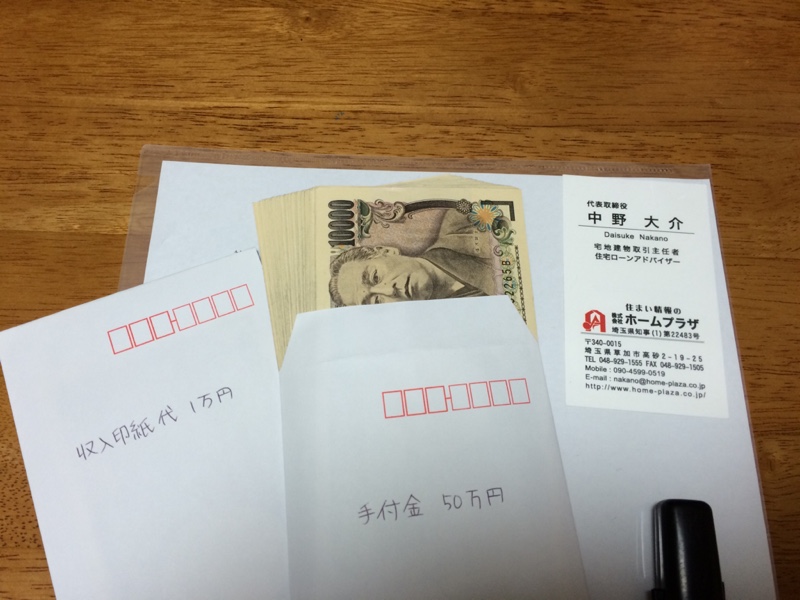 収入印紙代 1万円
手付金 50万円
10000
代表取締役
中野 大介
Daisuke Nakano
宅地建物取引主任者
住宅ローンアドバイザー
住まい情報の
株式会社ホームプラザ
埼玉県知事(1)第22483号
〒340-0015
埼玉県草加市高砂2-19-25
TEL 048-929-1555 FAX 048-929-1505
Mobile : 090-4599-0519
E-mail : nakano@home-plaza.co.jp
http://www.home-plaza.co.jp/